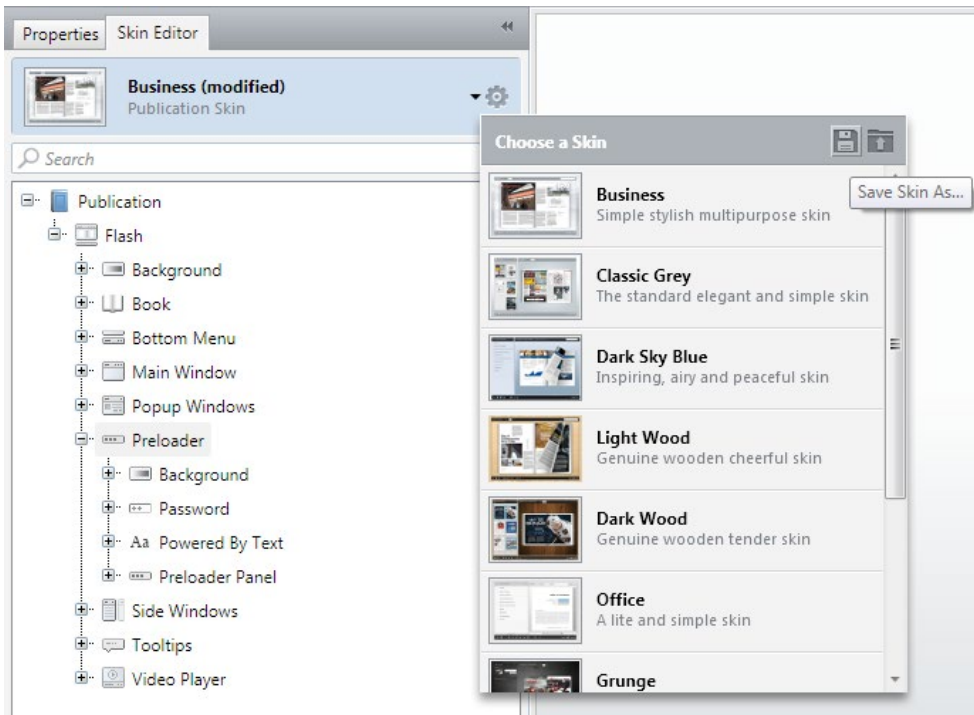 Properties
Skin Editor
Business (modified)
Publication Skin
Search
Publication
Flash
Background
Book
Bottom Menu
Main Window
Popup Windows
Preloader
Background
Password
Aa Powered By Text
Preloader Panel
Side Windows
Tooltips
Video Player
Choose a Skin
Save Skin As...
Business
Simple stylish multipurpose skin
Classic Grey
The standard elegant and simple skin
Dark Sky Blue
Inspiring, airy and peaceful skin
Light Wood
Genuine wooden cheerful skin
Dark Wood
Genuine wooden tender skin
Office
A lite and simple skin
Grunge